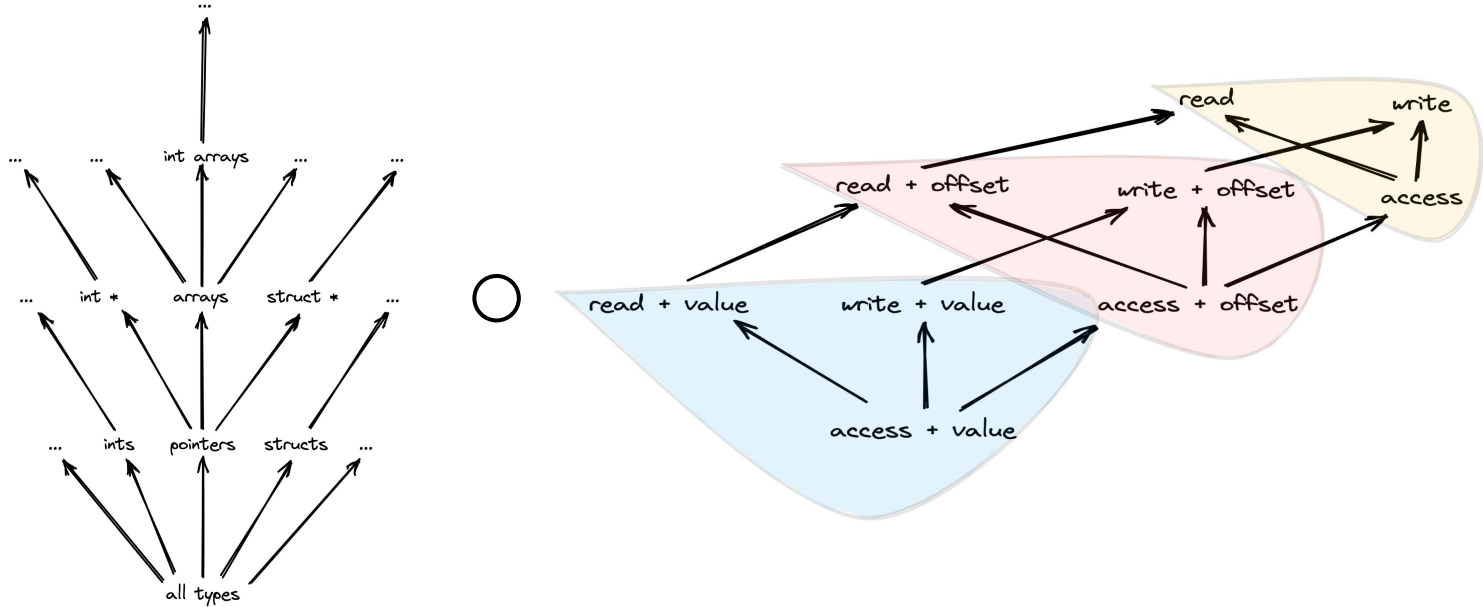 ...
... ... int arrays ... ...
... int * arrays struct * ...
... ints pointers structs ...
all types
read write
read + offset write + offset access
read + value write + value access + offset
access + value